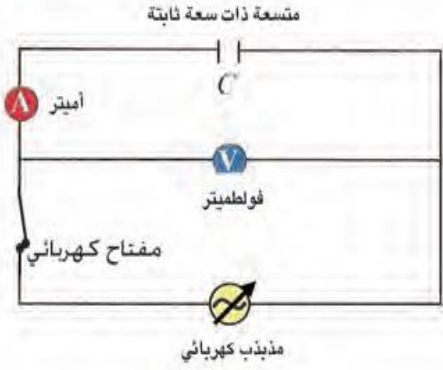 متسعة ذات سعة ثابتة
C
A أميتر
V
فولطميتر
مفتاح كهربائي
مذبذب كهربائي